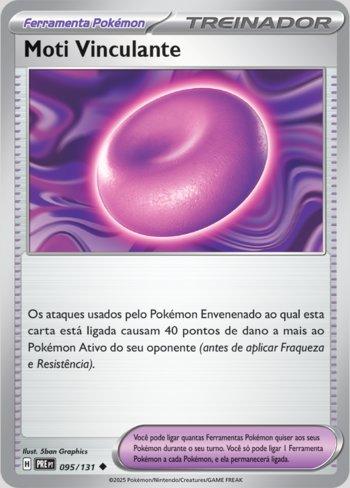 Ferramenta Pokémon
TREINADOR
Moti Vinculante
Os ataques usados pelo Pokémon Envenenado ao qual esta
carta está ligada causam 40 pontos de dano a mais ao
Pokémon Ativo do seu oponente (antes de aplicar Fraqueza
e Resistência).
Ilust. 5ban Graphics
H PRE PT 095/131
Você pode ligar quantas Ferramentas Pokémon quiser aos seus
Pokémon durante o seu turno. Você só pode ligar 1 Ferramenta
Pokémon a cada Pokémon, e ela permanecerá ligada.
©2025 Pokémon/Nintendo/Creatures/GAME FREAK